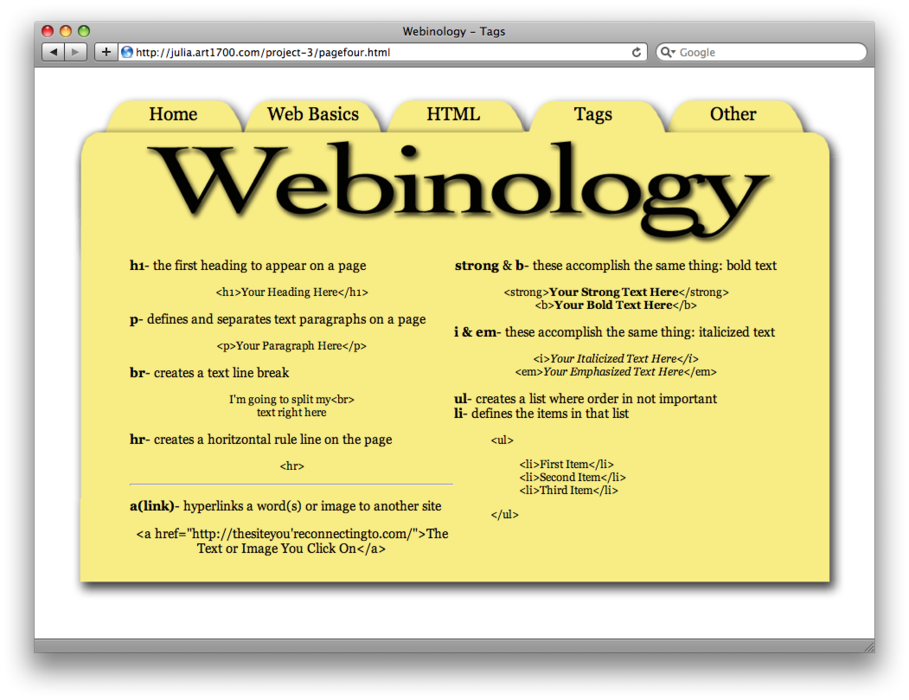 Webinology – Tags
http://julia.art1700.com/project-3/pagefour.html
Google
Home
Web Basics
HTML
Tags
Other
Webinology
h1- the first heading to appear on a page
<h1>Your Heading Here</h1>
p- defines and separates text paragraphs on a page
<p>Your Paragraph Here</p>
br- creates a text line break
I'm going to split my<br>
text right here
hr- creates a horitzontal rule line on the page
<hr>
a(link)- hyperlinks a word(s) or image to another site
<a href="http://thesiteyou'reconnectingto.com/">The
Text or Image You Click On</a>
strong & b- these accomplish the same thing: bold text
<strong>Your Strong Text Here</strong>
<b>Your Bold Text Here</b>
i & em- these accomplish the same thing: italicized text
<i>Your Italicized Text Here</i>
<em>Your Emphasized Text Here</em>
ul- creates a list where order in not important
li- defines the items in that list
<ul>
<li>First Item</li>
<li>Second Item</li>
<li>Third Item</li>
</ul>